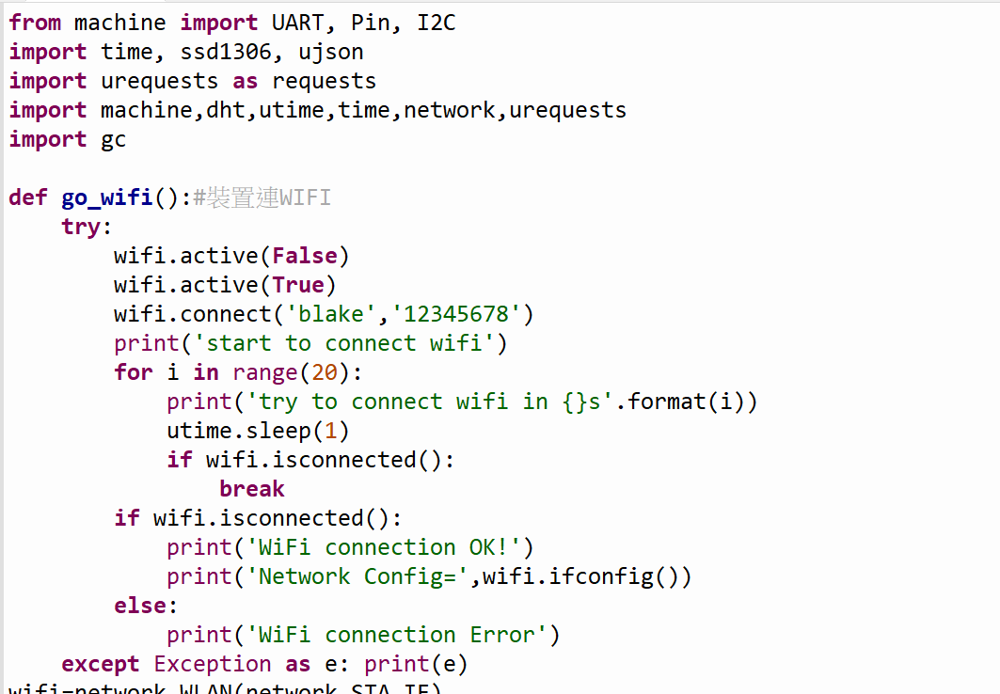 from machine import UART, Pin, I2C
import time, ssd1306, ujson
import urequests as requests
import machine,dht,utime,time,network,urequests
import gc
def go_wifi():#裝置連WIFI
    try:
        wifi.active(False)
        wifi.active(True)
        wifi.connect('blake','12345678')
        print('start to connect wifi')
        for i in range(20):
            print('try to connect wifi in {}s'.format(i))
            utime.sleep(1)
            if wifi.isconnected():
                break
        if wifi.isconnected():
            print('WiFi connection OK!')
            print('Network Config=',wifi.ifconfig())
        else:
            print('WiFi connection Error')
    except Exception as e: print(e)
wifi=network.WLAN(network.STA_IF)